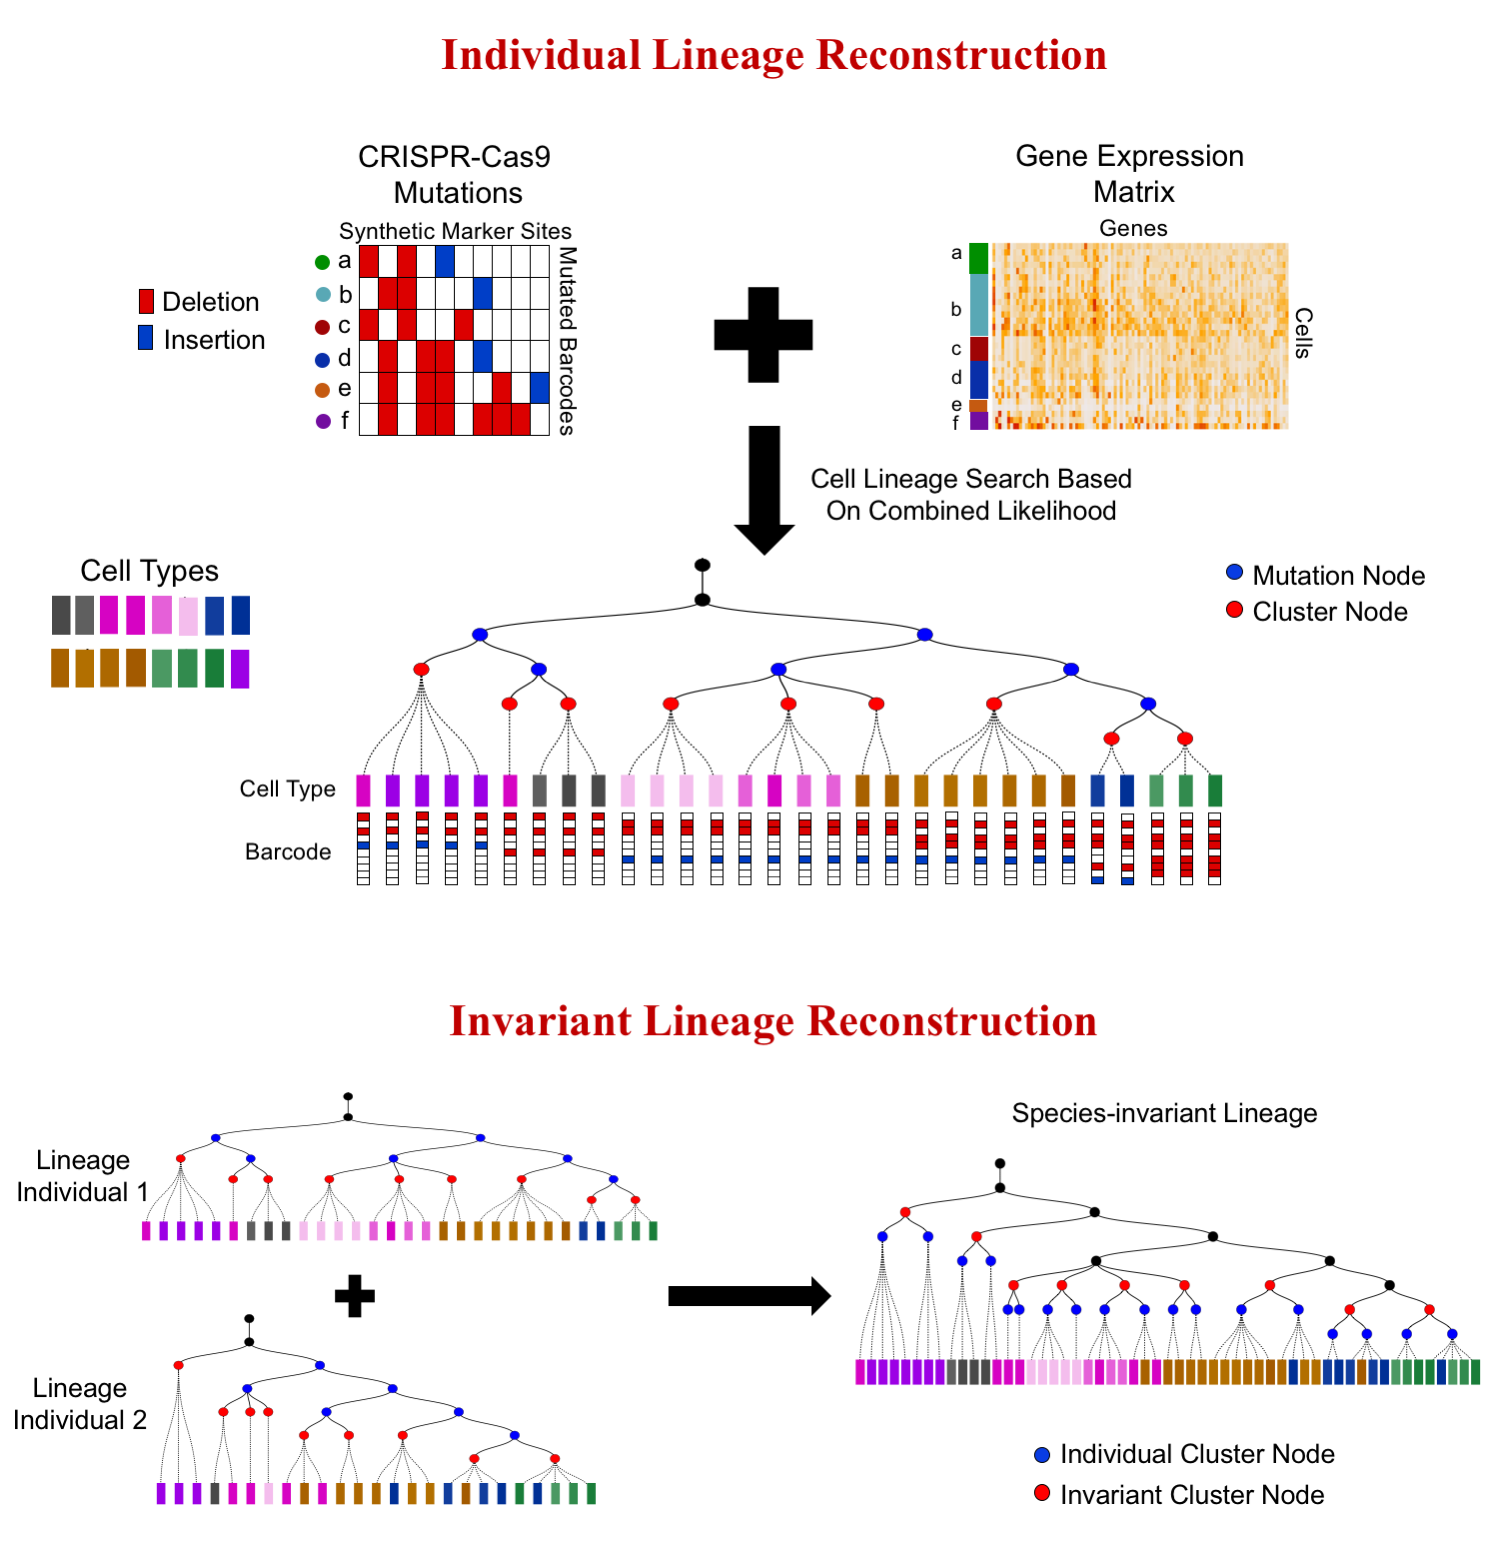 Individual Lineage Reconstruction
CRISPR-Cas9
Mutations
Synthetic Marker Sites
a
b
c
d
e
f
Mutated Barcodes
Deletion
Insertion
Gene Expression
Matrix
Genes
a
b
c
d
e
f
Cells
Cell Lineage Search Based
On Combined Likelihood
Cell Types
Mutation Node
Cluster Node
Cell Type
Barcode
Invariant Lineage Reconstruction
Lineage
Individual 1
Lineage
Individual 2
Species-invariant Lineage
Individual Cluster Node
Invariant Cluster Node